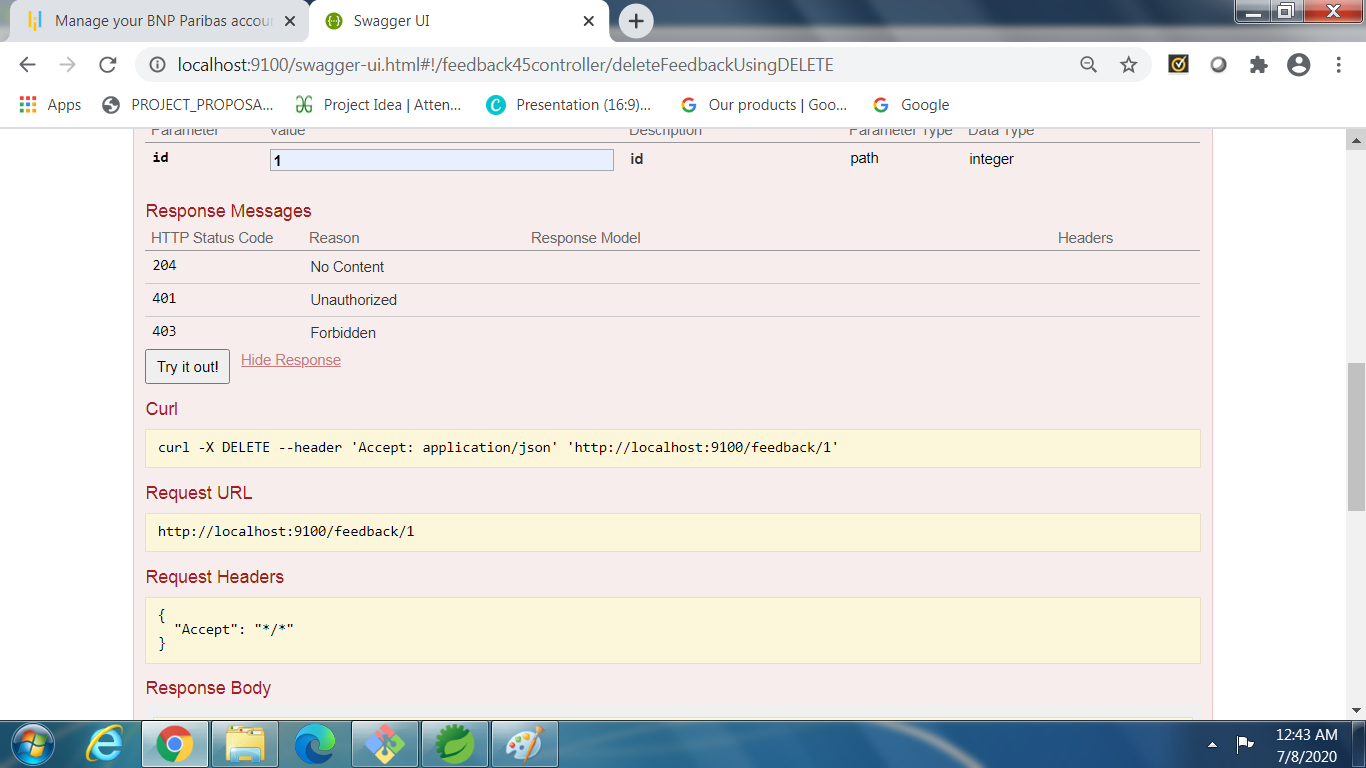 Manage your BNP Paribas accou
Swagger UI
localhost:9100/swagger-ui.html#!/feedback45controller/deleteFeedbackUsingDELETE
Apps PROJECT_PROPOSA... Project Idea | Atten... Presentation (16:9)... Our products | Goo... Google
Parameter Value Description Parameter Type Data Type
id 1 id path integer
Response Messages
HTTP Status Code Reason Response Model Headers
204 No Content
401 Unauthorized
403 Forbidden
Try it out! Hide Response
Curl
curl -X DELETE --header 'Accept: application/json' 'http://localhost:9100/feedback/1'
Request URL
http://localhost:9100/feedback/1
Request Headers
{
"Accept": "*/*"
}
Response Body
12:43 AM
7/8/2020